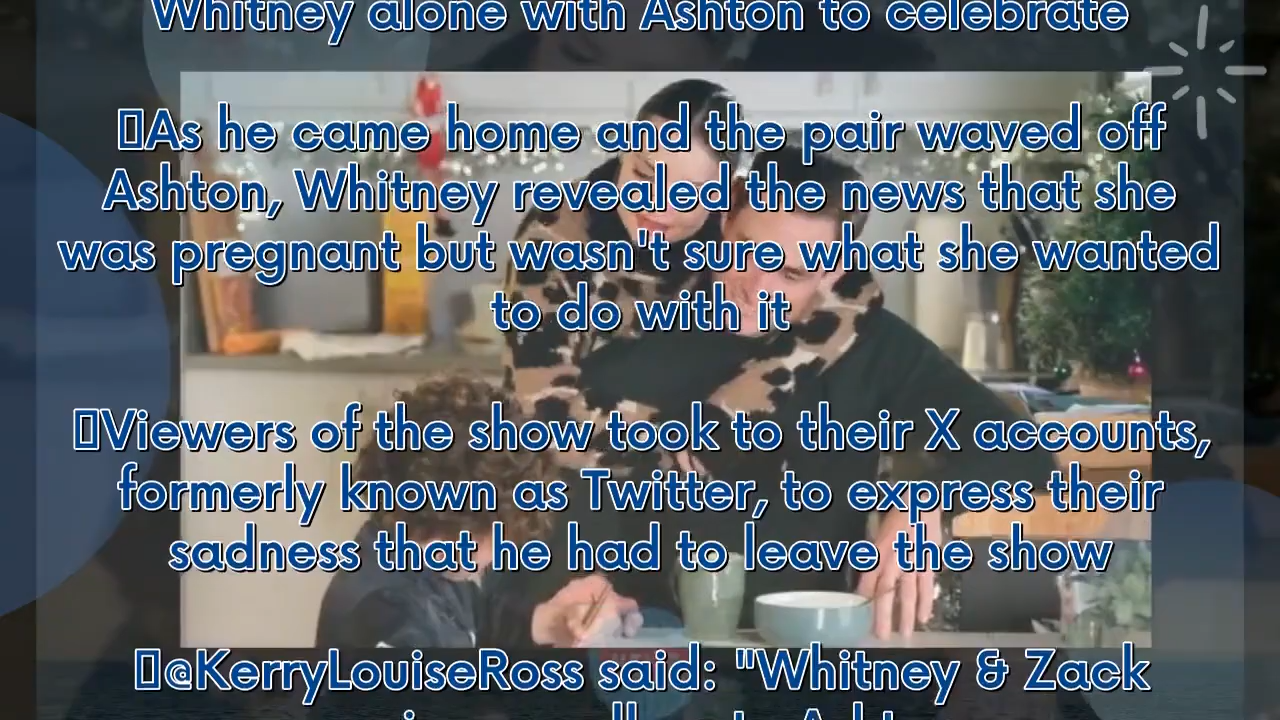 Whitney alone with Ashton to celebrate
▯As he came home and the pair waved off
Ashton, Whitney revealed the news that she
was pregnant but wasn't sure what she wanted
to do with it
▯Viewers of the show took to their X accounts,
formerly known as Twitter, to express their
sadness that he had to leave the show
▯@KerryLouiseRoss said: "Whitney & Zack